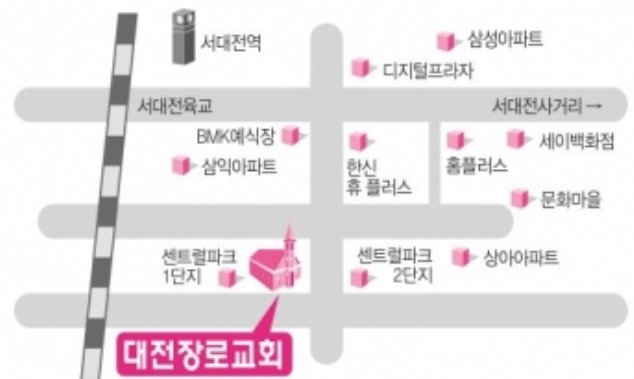 삼성아파트
서대전역
디지털프라자
서대전육교
서대전사거리→
BMK예식장
한신
휴 플러스
홈플러스
세이백화점
삼익아파트
문화마을
센트럴파크
1단지
센트럴파크
2단지
상아아파트
대전장로교회